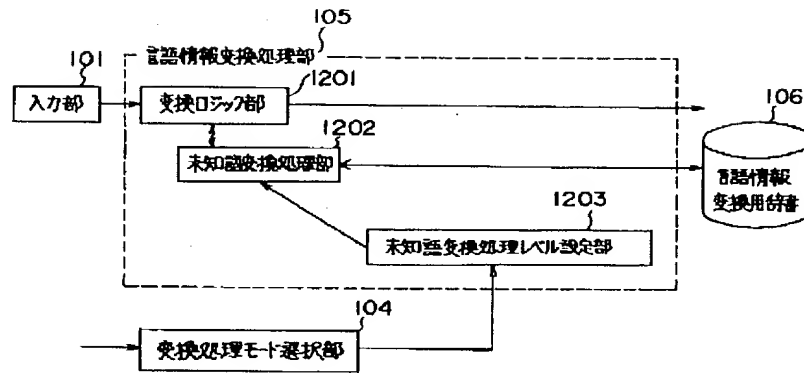 105
言語情報変換処理部
101
1201
入力部
変換ロジック部
106
1202
未知語変換処理部
言語情報
変換用辞書
1203
未知語変換処理レベル設定部
104
変換処理モード選択部